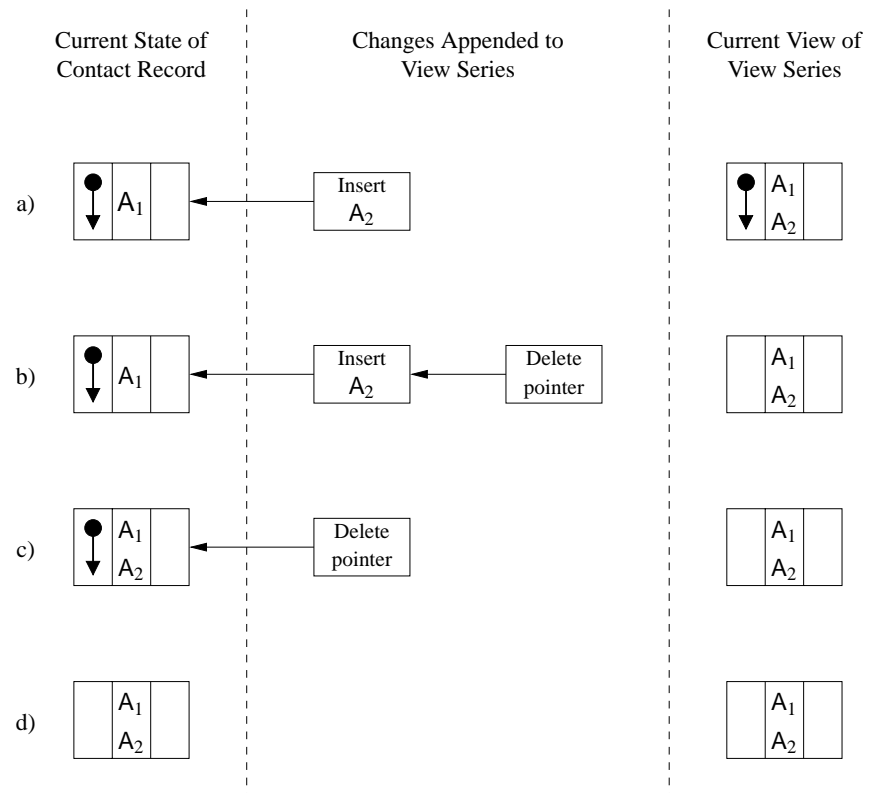 Current State of
Contact Record
Changes Appended to
View Series
Current View of
View Series
a)
A1
Insert
A2
A1
A2
b)
A1
Insert
A2
Delete
pointer
A1
A2
c)
A1
A2
Delete
pointer
A1
A2
d)
A1
A2
A1
A2